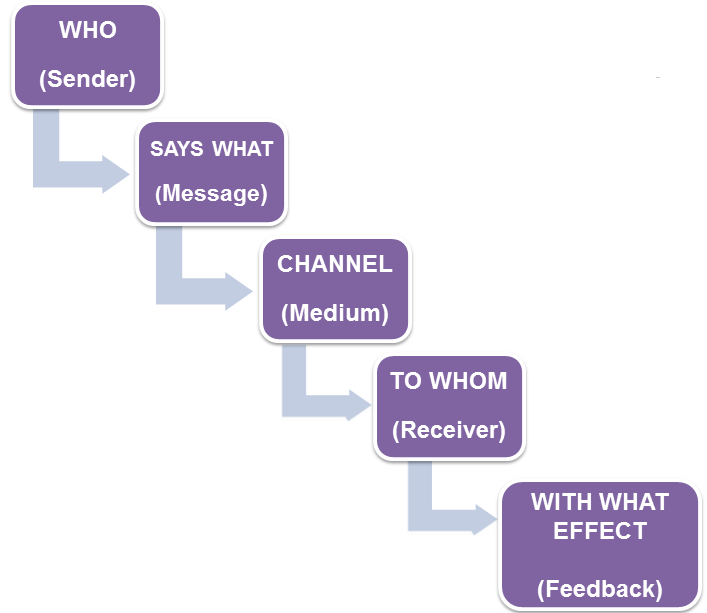 WHO
(Sender)
SAYS WHAT
(Message)
CHANNEL
(Medium)
TO WHOM
(Receiver)
WITH WHAT
EFFECT
(Feedback)